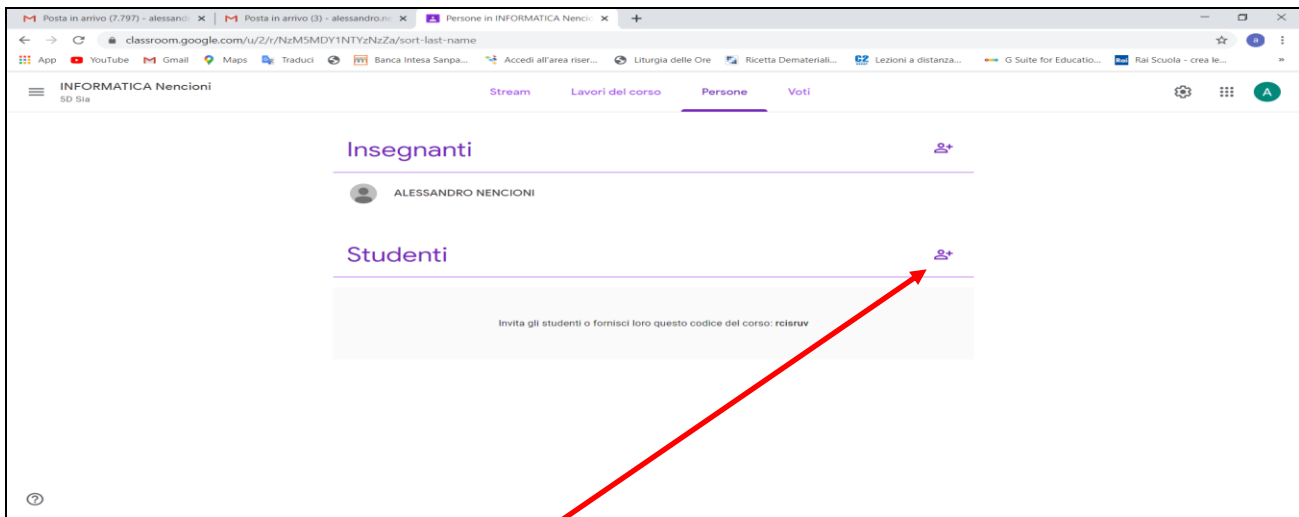 Posta in arrivo (7.797) - alessand
Posta in arrivo (3) - alessandro.ne
Persone in INFORMATICA Nencio
classroom.google.com/u/2/r/NzM5MDY1NTYzNzZa/sort-last-name
a
App YouTube Gmail Maps Traduci Banca Intesa Sanpa... Accedi all'area riser... Liturgia delle Ore Ricetta Demateriali... Lezioni a distanza... G Suite for Educatio... Rai Scuola - crea le... »
INFORMATICA Nencioni
5D Sia
Stream Lavori del corso Persone Voti
A
Insegnanti
ALESSANDRO NENCIONI
Studenti
Invita gli studenti o fornisci loro questo codice del corso: rcisruv